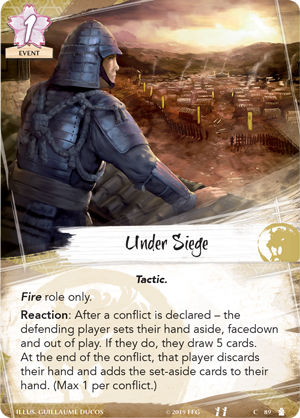 1
EVENT
Under Siege
Tactic.
Fire role only.
Reaction: After a conflict is declared – the
defending player sets their hand aside, facedown
and out of play. If they do, they draw 5 cards.
At the end of the conflict, that player discards
their hand and adds the set-aside cards to their
hand. (Max 1 per conflict.)
ILLUS. GUILLAUME DUCOS
©2019 FFG
C 89